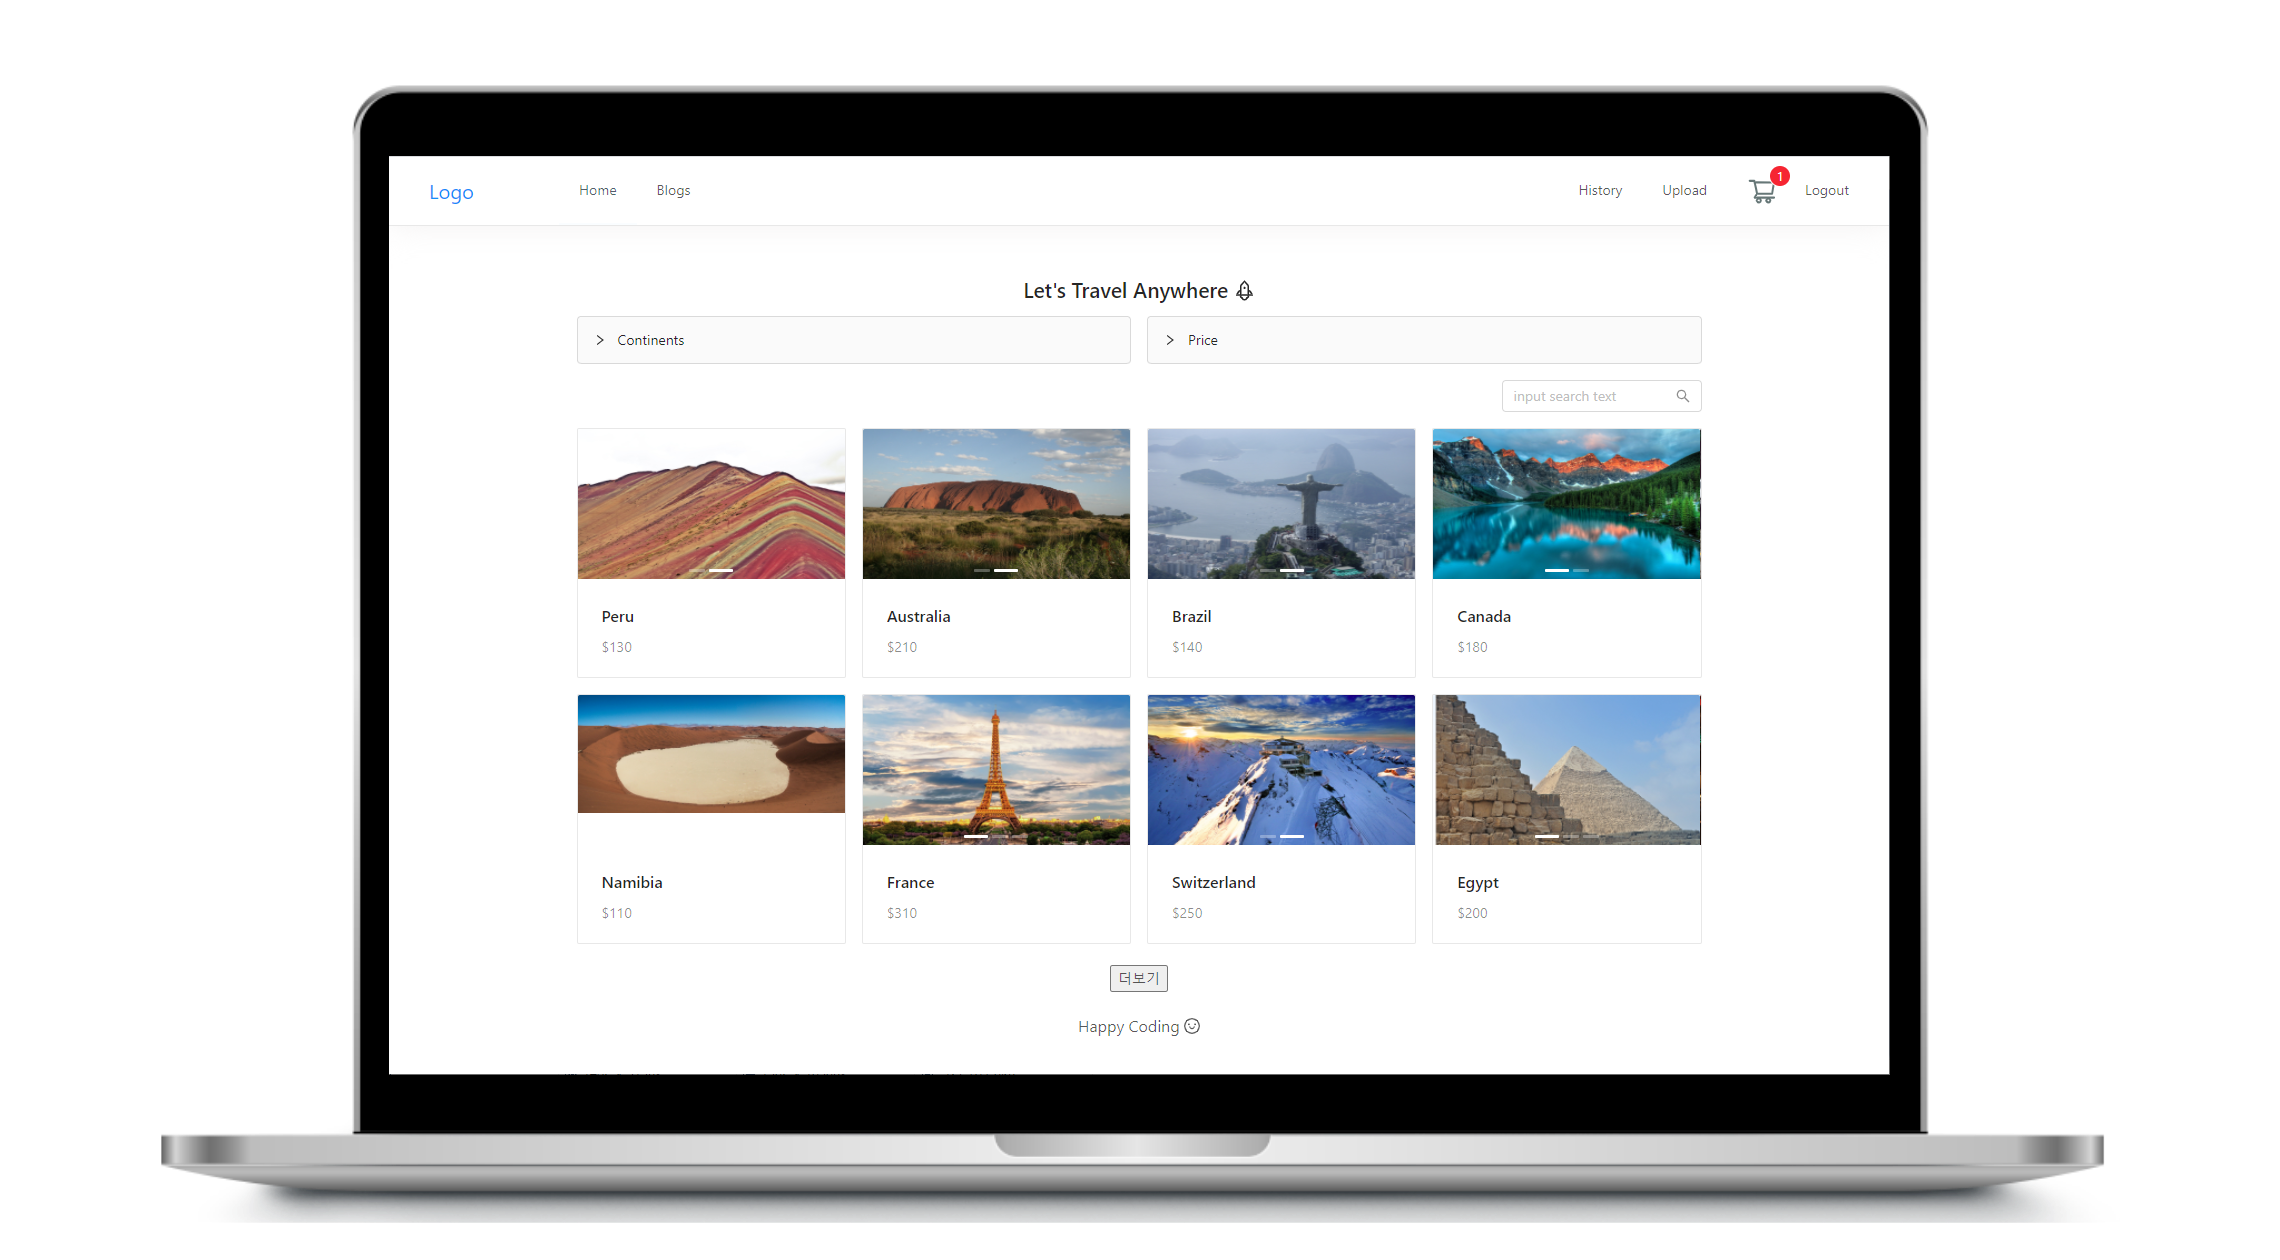 Logo
Home
Blogs
History
Upload
1
Logout
Let's Travel Anywhere
Continents
Price
input search text
Peru
$130
Australia
$210
Brazil
$140
Canada
$180
Namibia
$110
France
$310
Switzerland
$250
Egypt
$200
더보기
Happy Coding